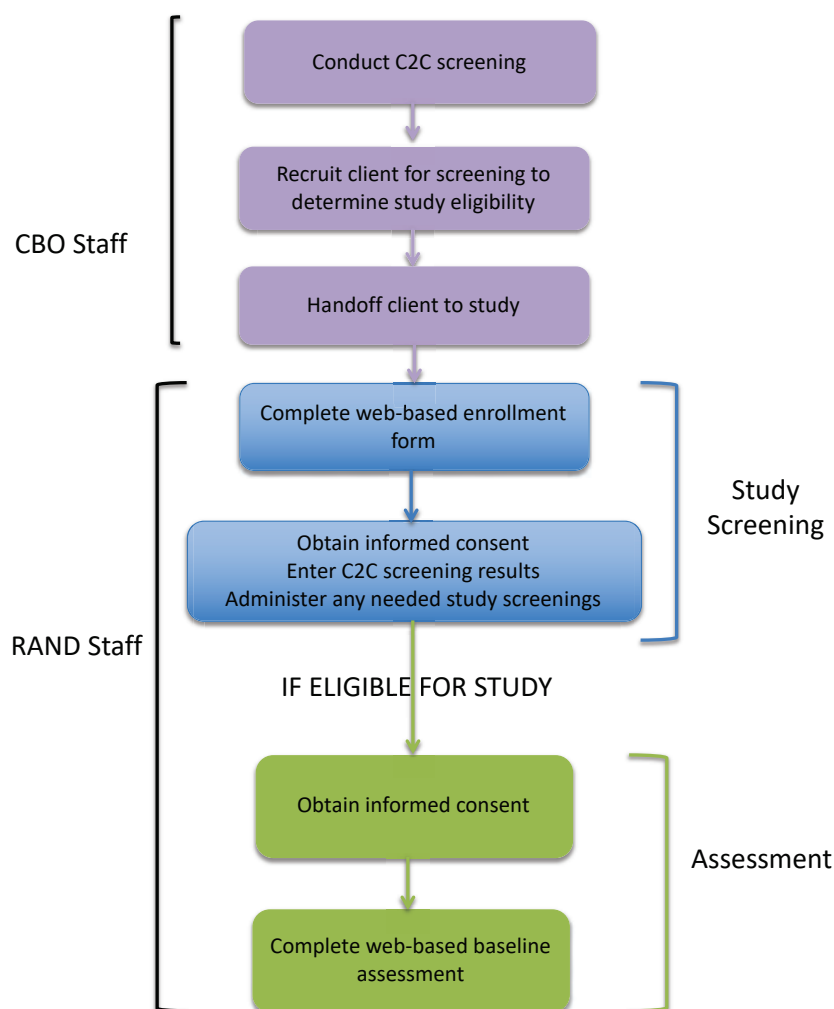 Conduct C2C screening
Recruit client for screening to
determine study eligibility
CBO Staff
Handoff client to study
Complete web-based enrollment
form
Study
Screening
Obtain informed consent
Enter C2C screening results
Administer any needed study screenings
RAND Staff
IF ELIGIBLE FOR STUDY
Obtain informed consent
Assessment
Complete web-based baseline
assessment